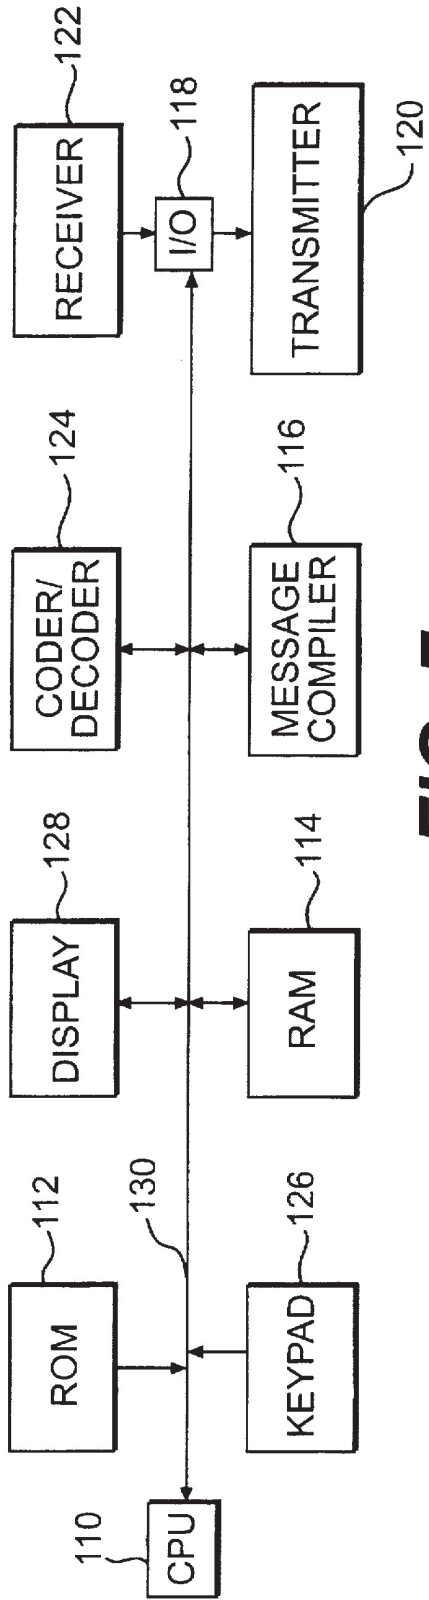 112
ROM
128
DISPLAY
124
CODER/
DECODER
122
RECEIVER
110
CPU
130
I/O
118
126
KEYPAD
114
RAM
116
MESSAGE
COMPILER
TRANSMITTER
120